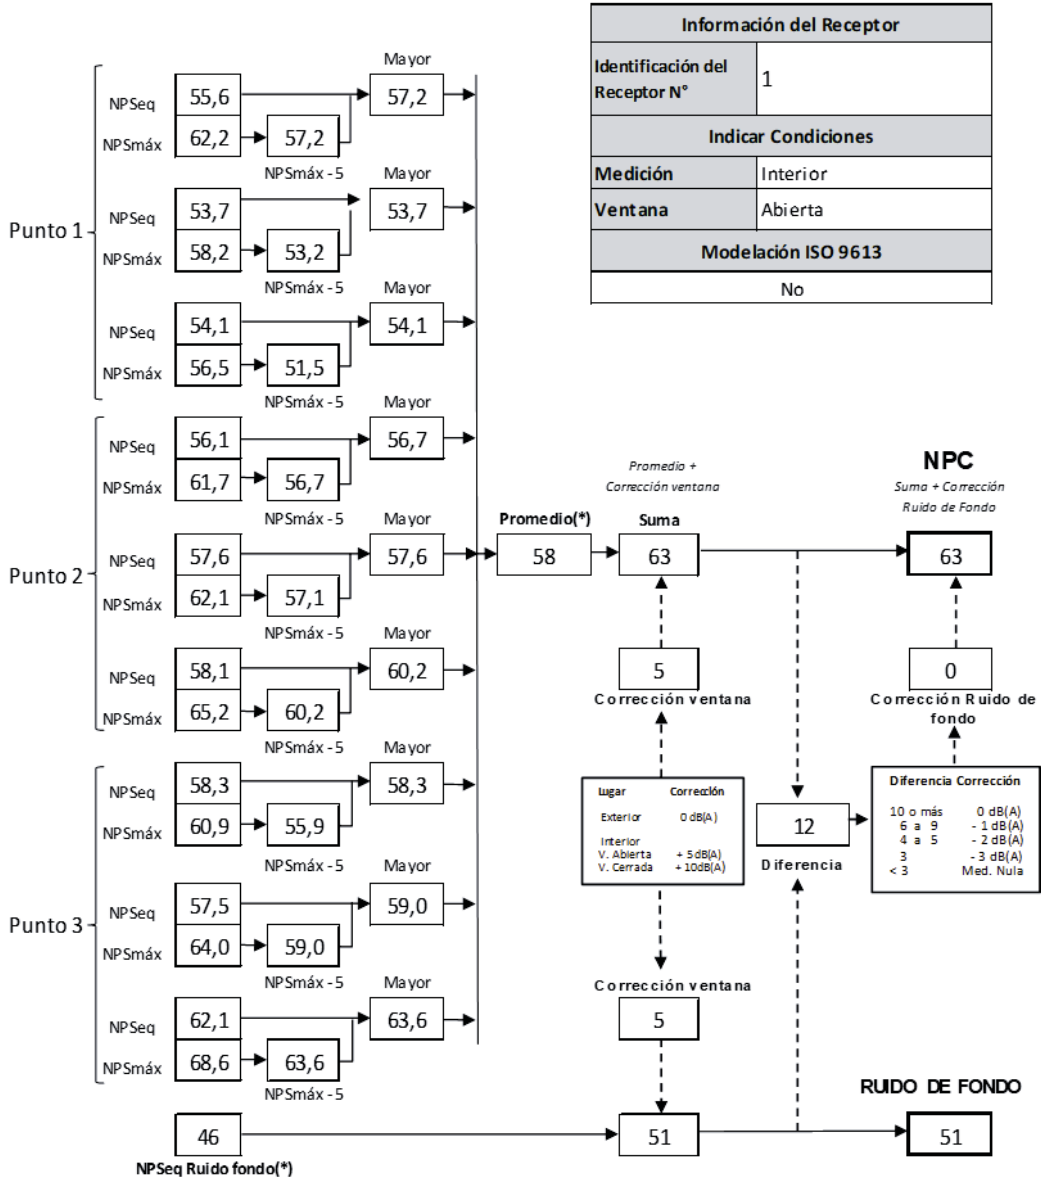 Información del Receptor
Identificación del Receptor N° 1
Indicar Condiciones
Medición Interior
Ventana Abierta
Modelación ISO 9613
No
Punto 1
Mayor
NPSeq 55,6 57,2
NPSmáx 62,2 57,2
NPSmáx - 5
Mayor
NPSeq 53,7 53,7
NPSmáx 58,2 53,2
NPSmáx - 5
Mayor
NPSeq 54,1 54,1
NPSmáx 56,5 51,5
NPSmáx - 5
Punto 2
Mayor
NPSeq 56,1 56,7
NPSmáx 61,7 56,7
NPSmáx - 5
Mayor
NPSeq 57,6 57,6
NPSmáx 62,1 57,1
NPSmáx - 5
Mayor
NPSeq 58,1 60,2
NPSmáx 65,2 60,2
NPSmáx - 5
Punto 3
Mayor
NPSeq 58,3 58,3
NPSmáx 60,9 55,9
NPSmáx - 5
Mayor
NPSeq 57,5 59,0
NPSmáx 64,0 59,0
NPSmáx - 5
Mayor
NPSeq 62,1 63,6
NPSmáx 68,6 63,6
NPSmáx - 5
46
NPSeq Ruido fondo(*)
Promedio(*)
58
Promedio +
Corrección ventana
Suma
63
5
Corrección ventana
Lugar Corrección
Exterior 0 dB(A)
Interior
V. Abierta + 5dB(A)
V. Cerrada + 10dB(A)
Corrección ventana
5
51
12
Diferencia
NPC
Suma + Corrección
Ruido de Fondo
63
0
Corrección Ruido de
fondo
Diferencia Corrección
10 o más 0 dB(A)
6 a 9 - 1 dB(A)
4 a 5 - 2 dB(A)
3 - 3 dB(A)
< 3 Med. Nula
RUIDO DE FONDO
51